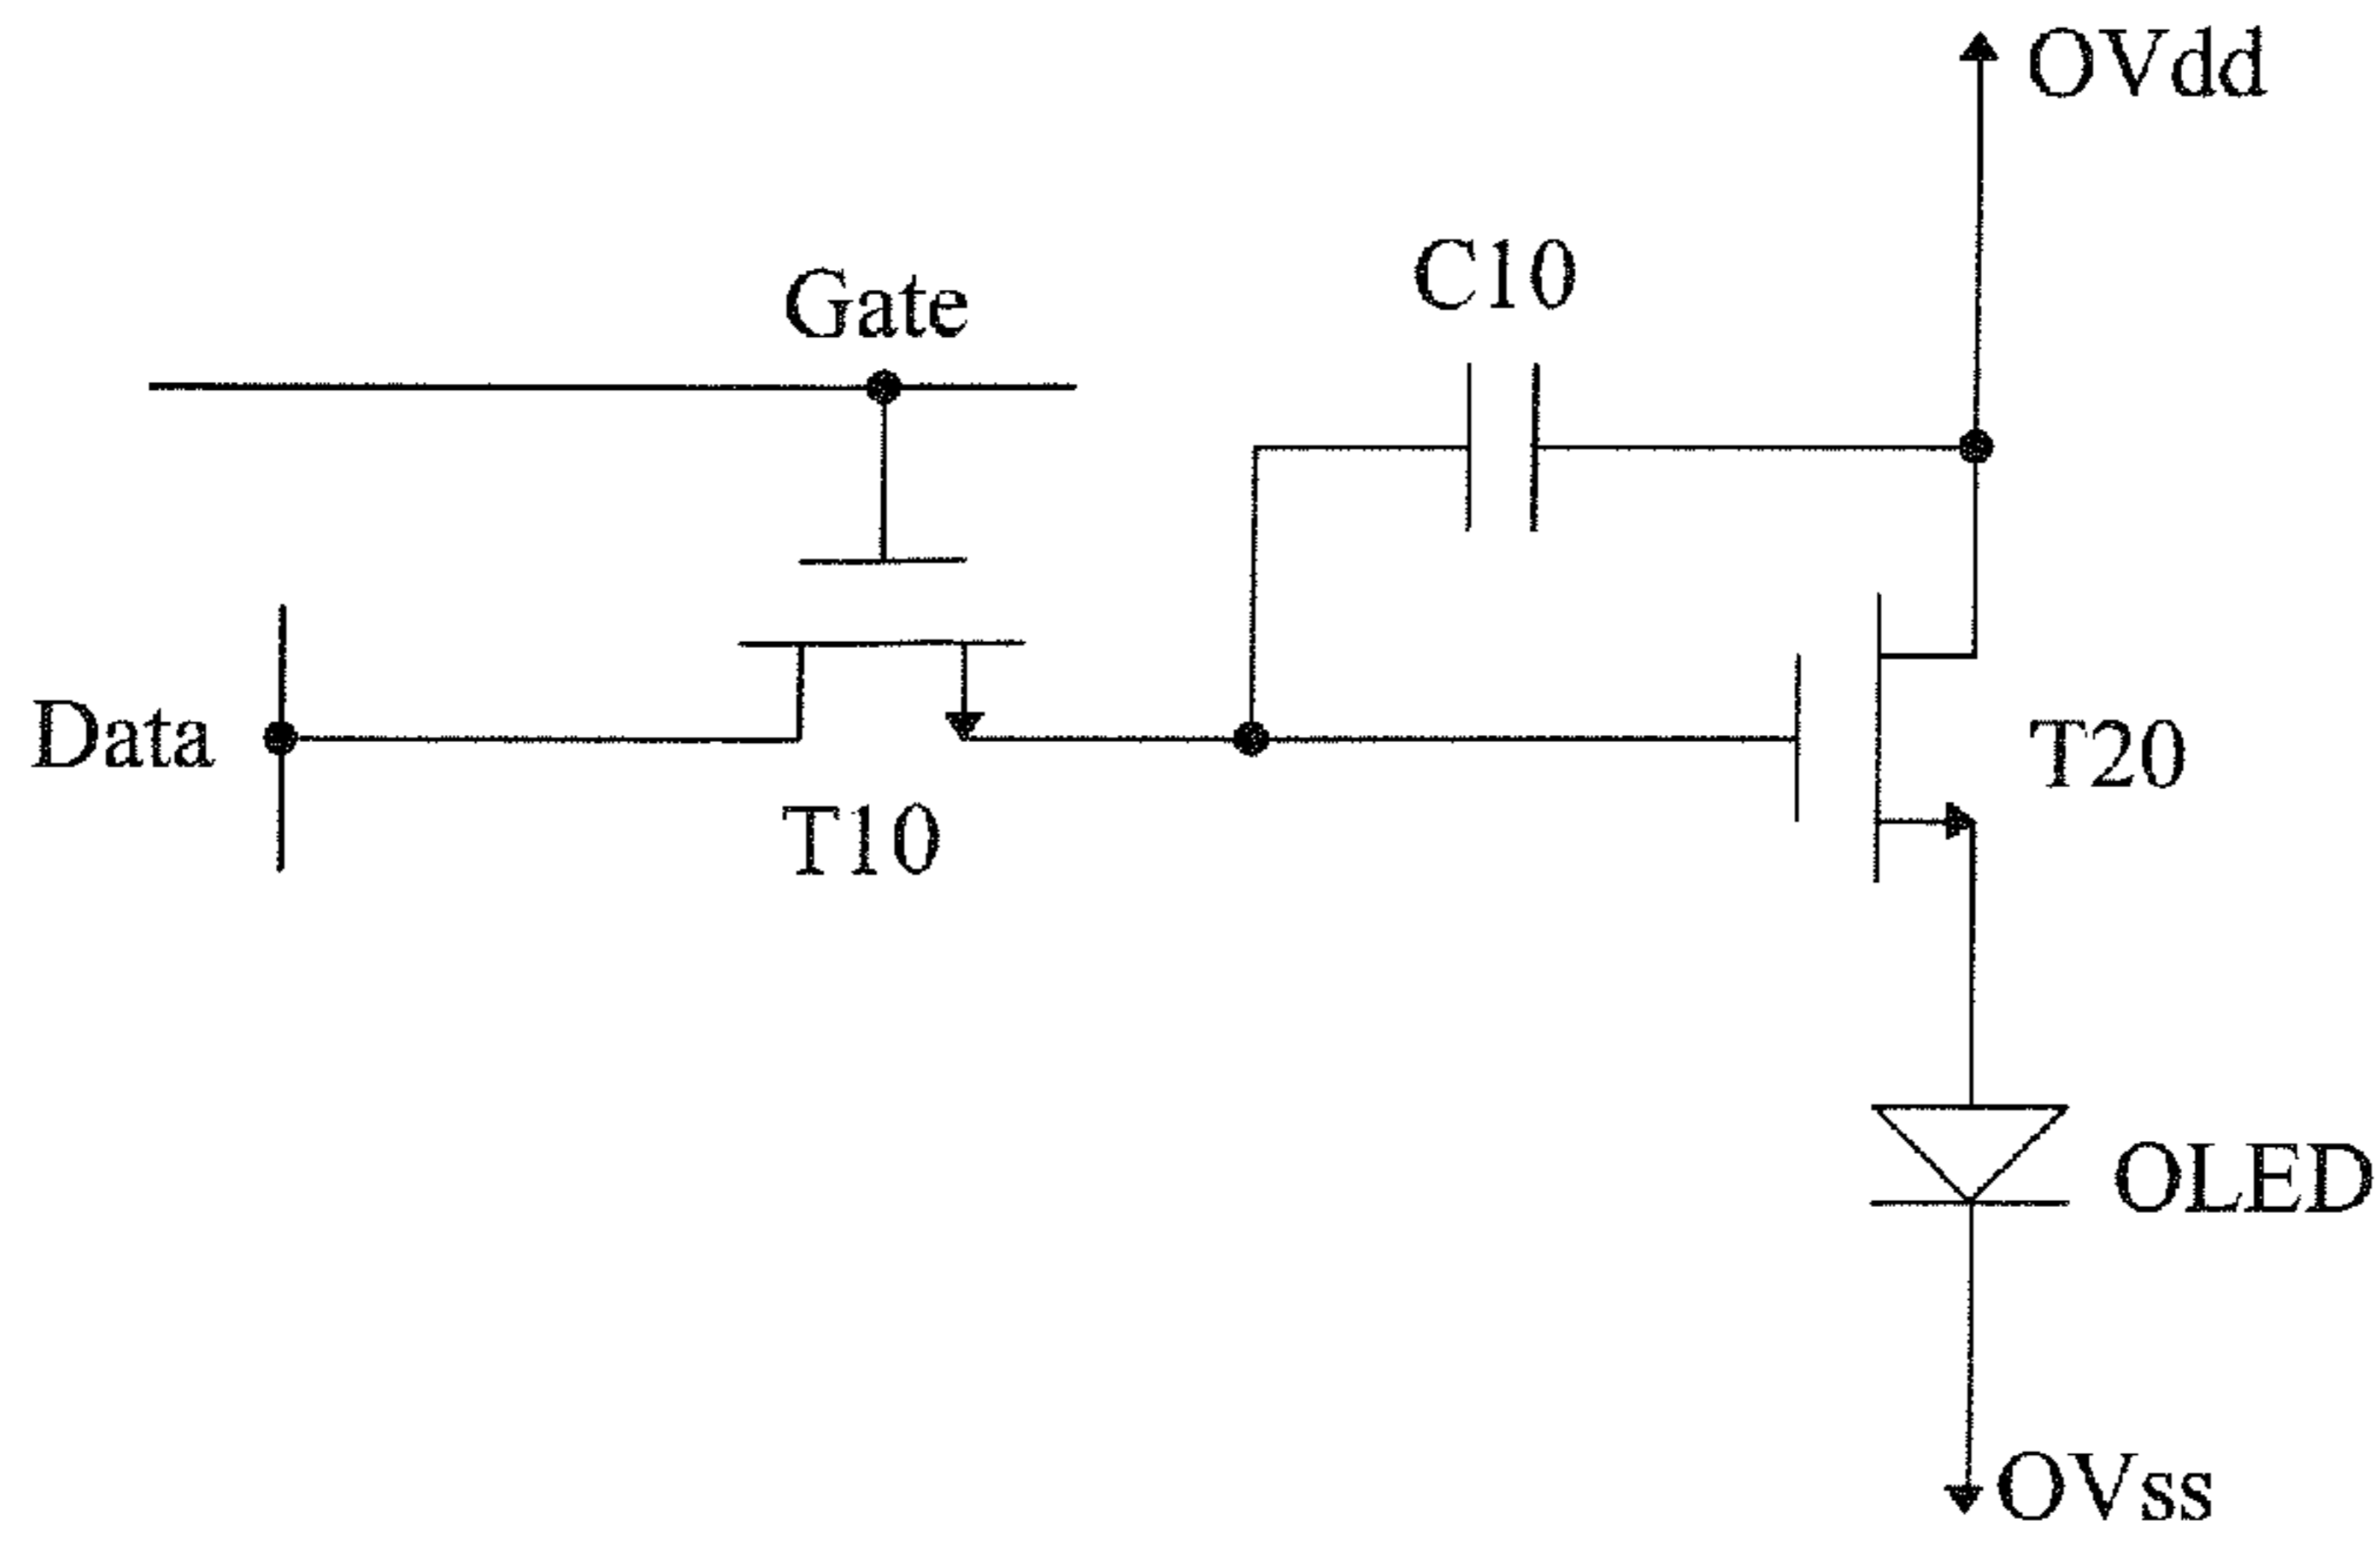 OVdd
C10
Gate
Data
T20
T10
OLED
OVss